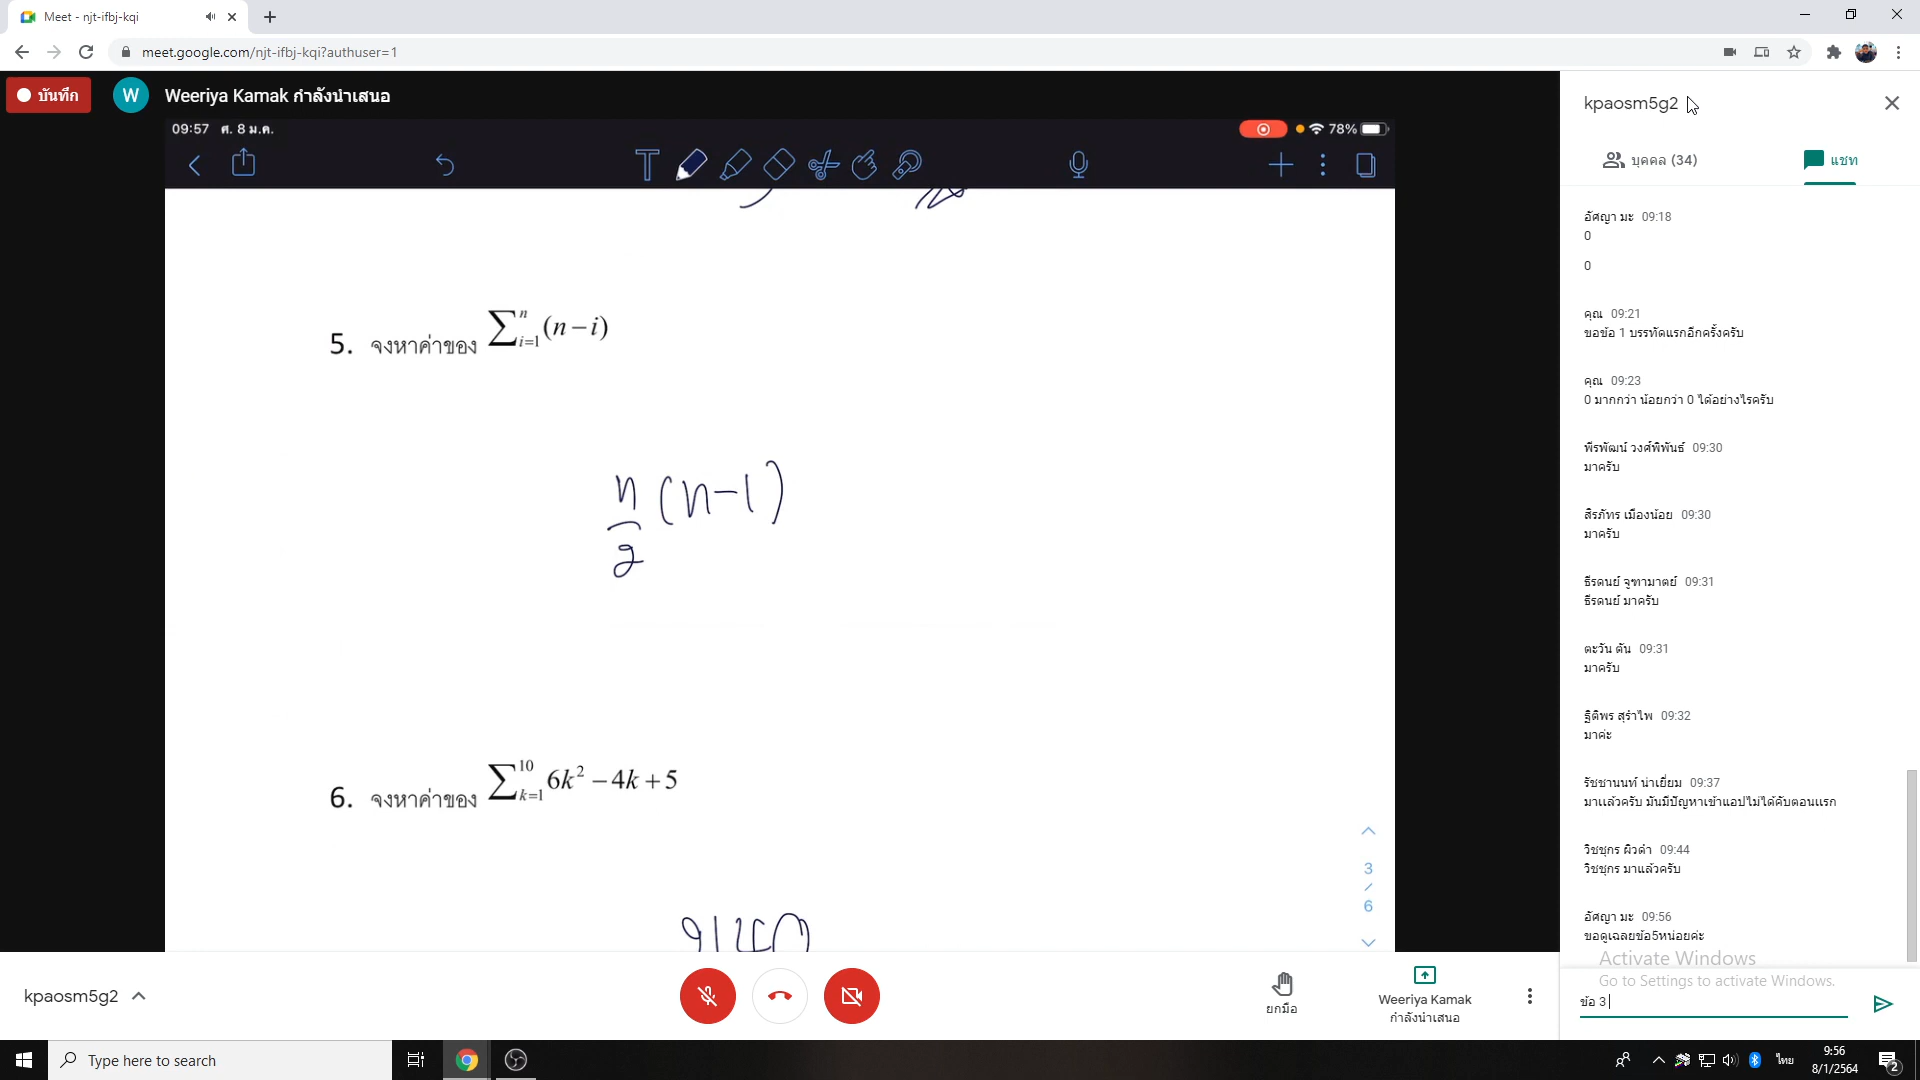 Meet - njt-ifbj-kqi
meet.google.com/njt-ifbj-kqi?authuser=1
บันทึก
W
Weeriya Kamak กำลังนำเสนอ
09:57 ศ. 8 ม.ค.
78%
5. จงหาค่าของ ∑ⁿᵢ₌₁(n−i)
n/2 (n-1)
6. จงหาค่าของ ∑¹⁰ₖ₌₁ 6k² − 4k + 5
3
/
6
kpaosm5g2
บุคคล (34)
แชท
อัศญา มะ 09:18
0
0
คุณ 09:21
ขอข้อ 1 บรรทัดแรกอีกครั้งครับ
คุณ 09:23
0 มากกว่า น้อยกว่า 0 ได้อย่างไรครับ
พีรพัฒน์ วงศ์พิพันธ์ 09:30
มาครับ
สิรภัทร เมืองน้อย 09:30
มาครับ
ธีรดนย์ จูฑามาตย์ 09:31
ธีรดนย์ มาครับ
ตะวัน ตัน 09:31
มาครับ
ฐิติพร สุรำไพ 09:32
มาค่ะ
รัชชานนท์ น่าเยี่ยม 09:37
มาแล้วครับ มันมีปัญหาเข้าแอปไม่ได้คับตอนแรก
วิชชุกร ผิวดำ 09:44
วิชชุกร มาแล้วครับ
อัศญา มะ 09:56
ขอดูเฉลยข้อ5หน่อยค่ะ
Activate Windows
Go to Settings to activate Windows.
ข้อ 3
kpaosm5g2
ยกมือ
Weeriya Kamak
กำลังนำเสนอ
Type here to search
ไทย
9:56
8/1/2564
2